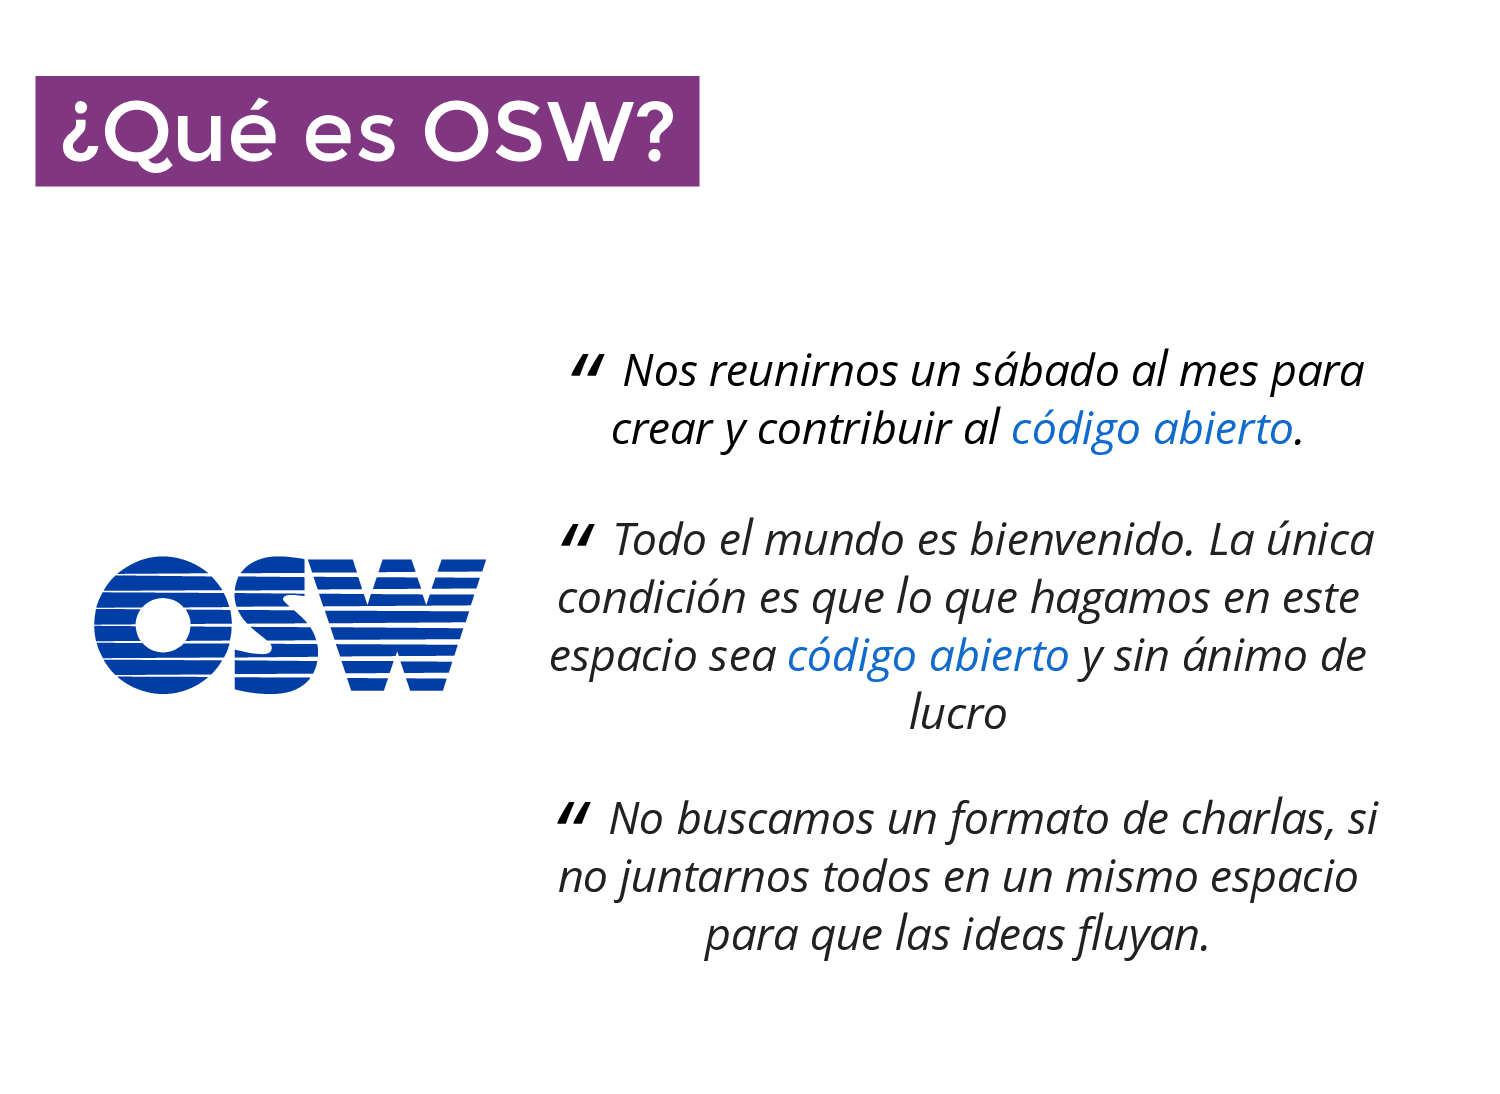 ¿Qué es OSW?
“ Nos reunirnos un sábado al mes para
crear y contribuir al código abierto.
“ Todo el mundo es bienvenido. La única
condición es que lo que hagamos en este
espacio sea código abierto y sin ánimo de
lucro
OSW
“ No buscamos un formato de charlas, si
no juntarnos todos en un mismo espacio
para que las ideas fluyan.